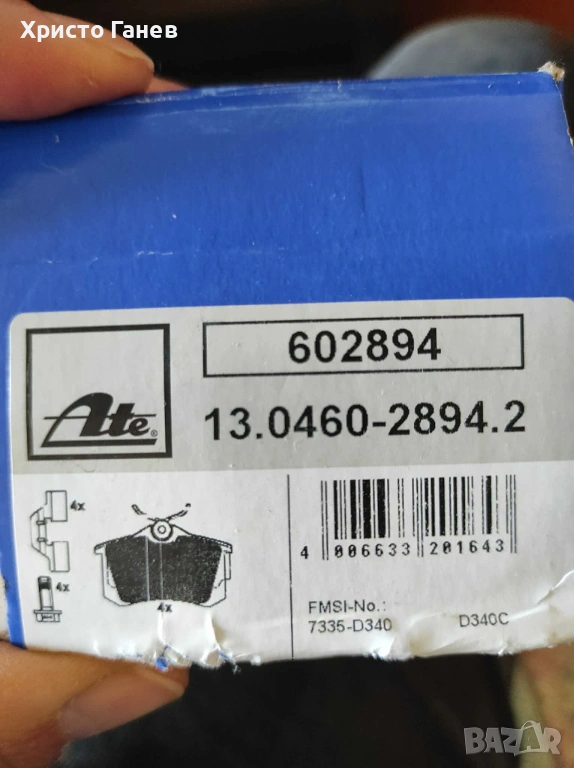 Христо Ганев
602894
Ate®
13.0460-2894.2
4x
4x
4x
4 006633 201643
FMSI-No.:
7335-D340 D340C
BAZAR